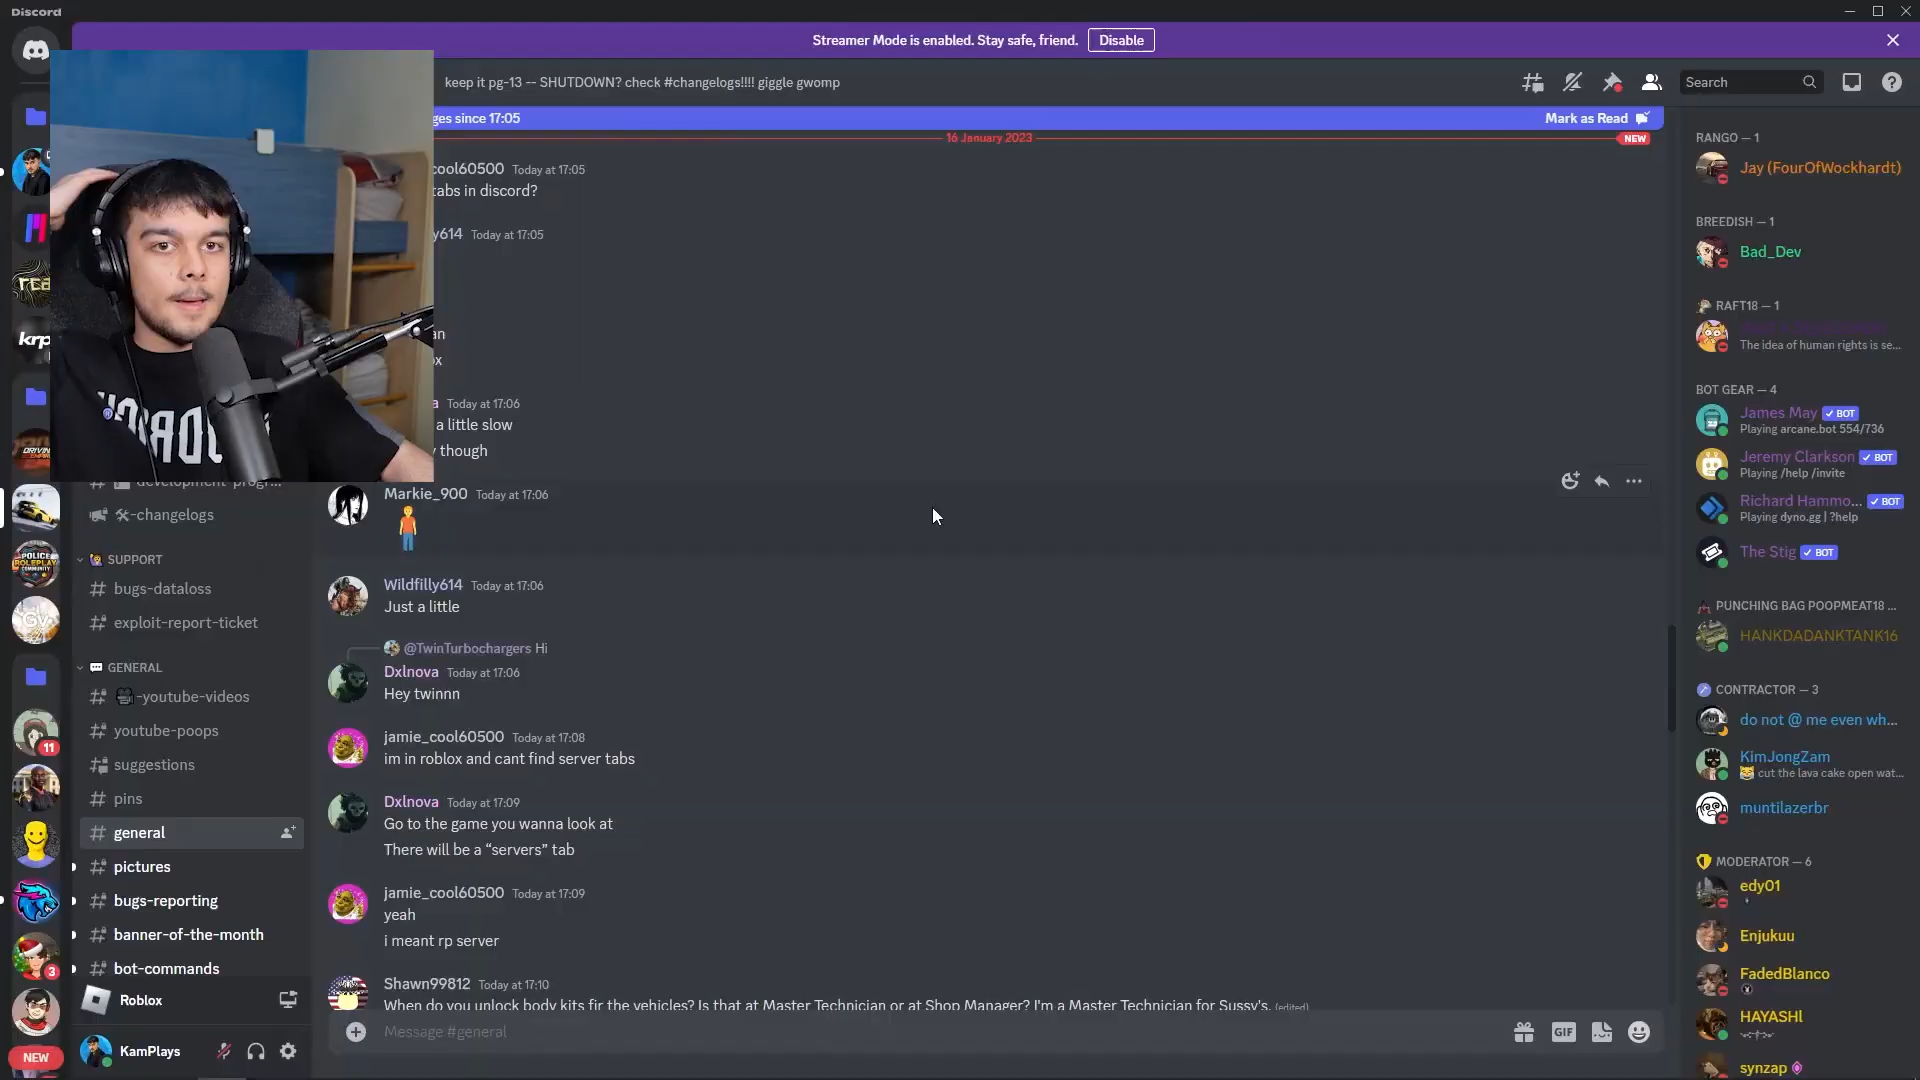 Discord
Streamer Mode is enabled. Stay safe, friend.
Disable
keep it pg-13 -- SHUTDOWN? check #changelogs!!!! giggle gwomp
Search
ges since 17:05
Mark as Read
16 January 2023
NEW
cool60500 Today at 17:05
tabs in discord?
y614 Today at 17:05
an
a Today at 17:06
a little slow
though
Markie_900 Today at 17:06
Wildfilly614 Today at 17:06
Just a little
@TwinTurbochargers Hi
Dxlnova Today at 17:06
Hey twinnn
jamie_cool60500 Today at 17:08
im in roblox and cant find server tabs
Dxlnova Today at 17:09
Go to the game you wanna look at
There will be a “servers” tab
jamie_cool60500 Today at 17:09
yeah
i meant rp server
Shawn99812 Today at 17:10
When do you unlock body kits fir the vehicles? Is that at Master Technician or at Shop Manager? I'm a Master Technician for Sussy's. (edited)
Message #general
GIF
krp
POLICE
ROLEPLAY
COMMUNITY
GV
11
3
NEW
development-progr...
-changelogs
SUPPORT
bugs-dataloss
exploit-report-ticket
GENERAL
-youtube-videos
youtube-poops
suggestions
pins
general
pictures
bugs-reporting
banner-of-the-month
bot-commands
Roblox
KamPlays
RANGO — 1
Jay (FourOfWockhardt)
BREEDISH — 1
Bad_Dev
RAFT18 — 1
The idea of human rights is se...
BOT GEAR — 4
James May BOT
Playing arcane.bot 554/736
Jeremy Clarkson BOT
Playing /help /invite
Richard Hammo... BOT
Playing dyno.gg | ?help
The Stig BOT
PUNCHING BAG POOPMEAT18 ...
HANKDADANKTANK16
CONTRACTOR — 3
do not @ me even wh...
KimJongZam
cut the lava cake open wat...
muntilazerbr
MODERATOR — 6
edy01
Enjukuu
FadedBlanco
HAYASHI
synzap